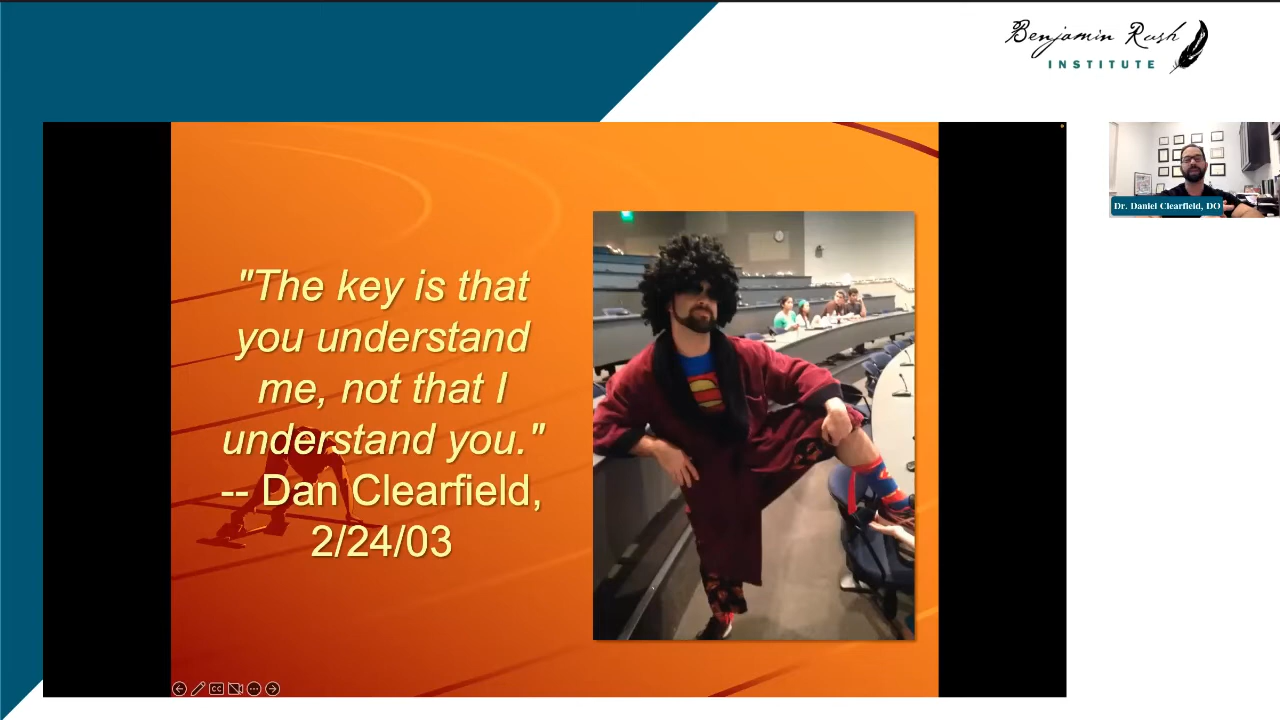 Benjamin Rush
INSTITUTE
"The key is that
you understand
me, not that I
understand you."
-- Dan Clearfield,
2/24/03
Dr. Daniel Clearfield, DO
CC